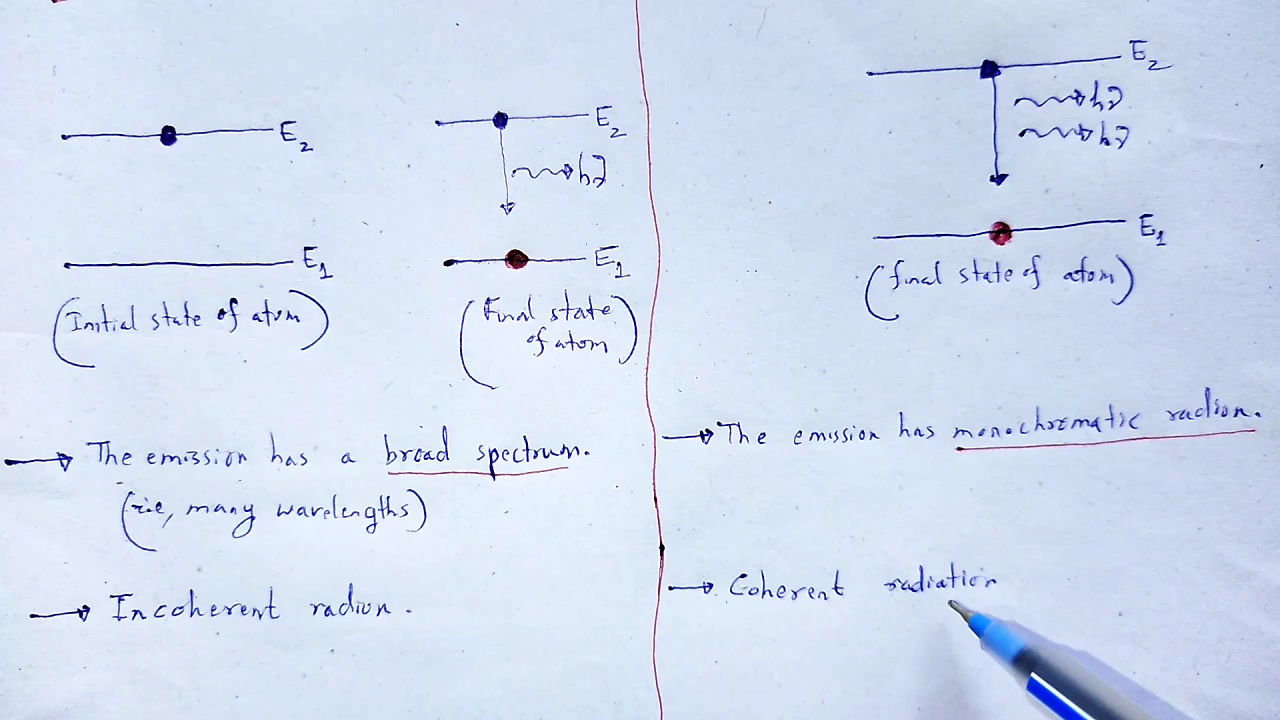 E₂
E₁
(Initial state of atom)
E₂
hν
E₁
(Final state
of atom)
→ The emission has a broad spectrum.
(i.e, many wavelengths)
→ Incoherent radion.
E₂
hν
hν
E₁
(final state of atom)
→ The emission has monochromatic radion.
→ Coherent radiation